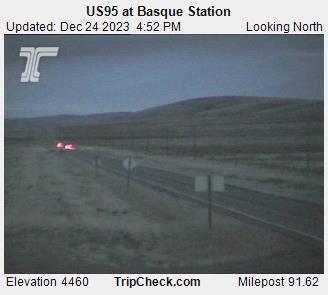 US95 at Basque Station
Updated: Dec 24 2023 4:52 PM Looking North
Elevation 4460 TripCheck.com Milepost 91.62